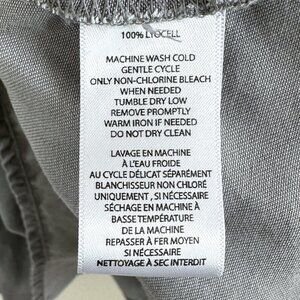 100% LYOCELL
MACHINE WASH COLD
GENTLE CYCLE
ONLY NON-CHLORINE BLEACH
WHEN NEEDED
TUMBLE DRY LOW
REMOVE PROMPTLY
WARM IRON IF NEEDED
DO NOT DRY CLEAN
LAVAGE EN MACHINE
À L'EAU FROIDE
AU CYCLE DÉLICAT SÉPARÉMENT
BLANCHISSEUR NON CHLORÉ
UNIQUEMENT, SI NÉCESSAIRE
SÉCHAGE EN MACHINE À
BASSE TEMPÉRATURE
DE LA MACHINE
REPASSER À FER MOYEN
SI NÉCESSAIRE
NETTOYAGE À SEC INTERDIT